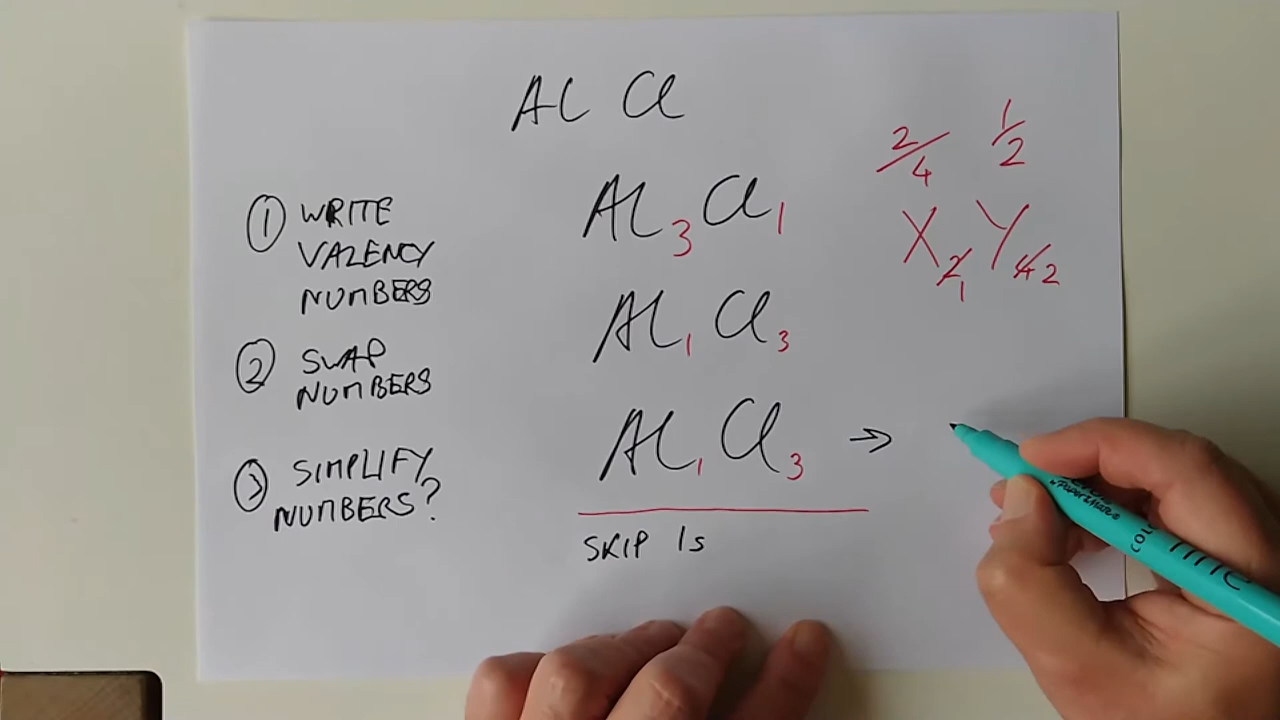 Al Cl
① WRITE
VALENCY
NUMBERS
② SWAP
NUMBERS
③ SIMPLIFY
NUMBERS?
Al₃Cl₁
Al₁Cl₃
Al₁Cl₃ →
SKIP 1s
2/4 1/2
X₂ Y₄ 2
1
PaperMate